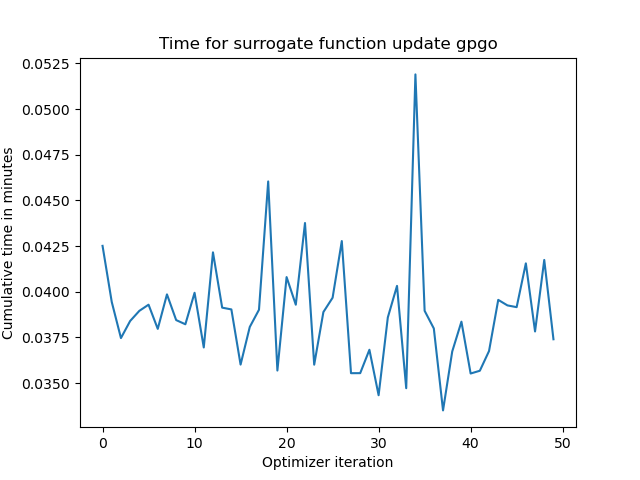 Time for surrogate function update gpgo
Cumulative time in minutes
0.0525
0.0500
0.0475
0.0450
0.0425
0.0400
0.0375
0.0350
0 10 20 30 40 50
Optimizer iteration